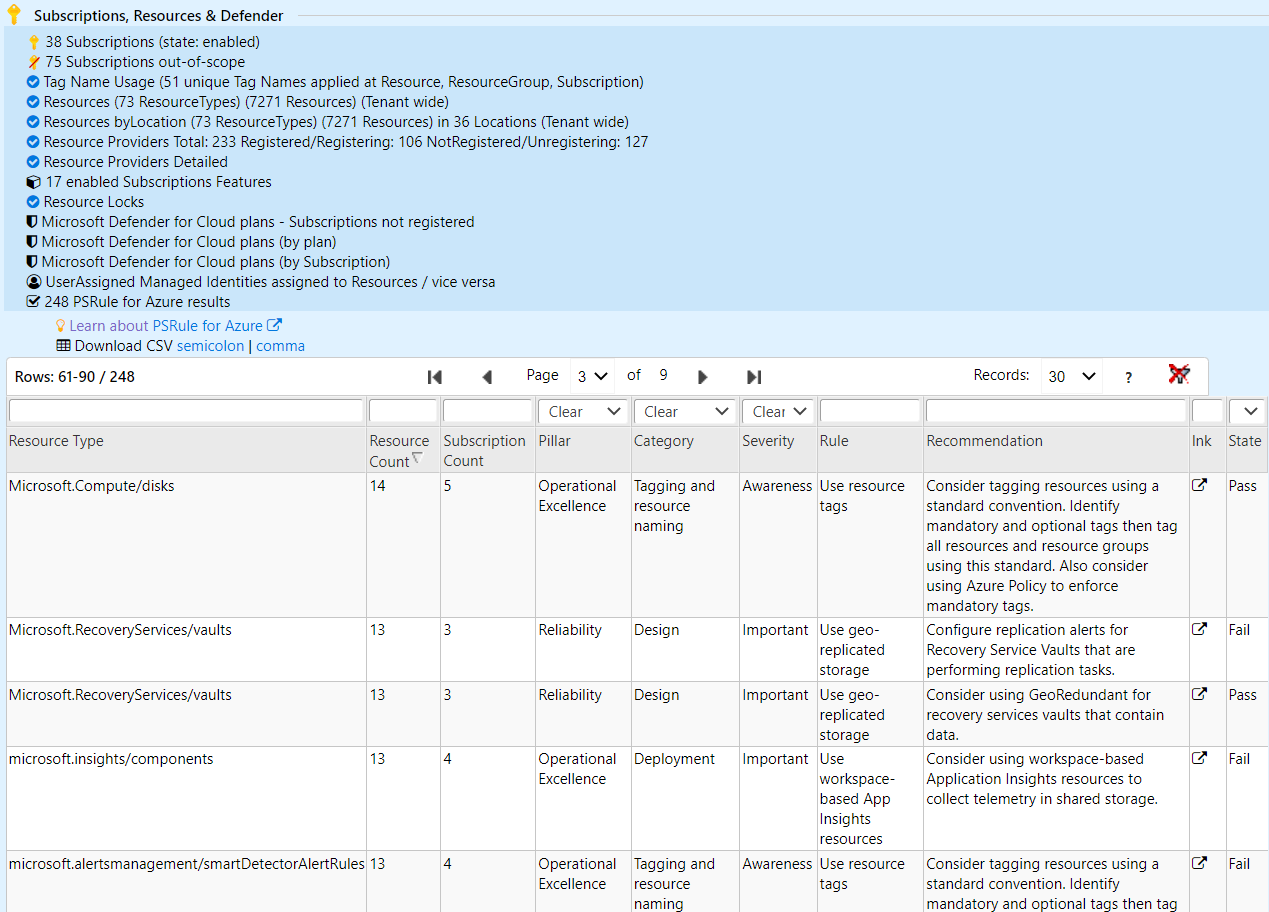 Subscriptions, Resources & Defender
38 Subscriptions (state: enabled)
75 Subscriptions out-of-scope
Tag Name Usage (51 unique Tag Names applied at Resource, ResourceGroup, Subscription)
Resources (73 ResourceTypes) (7271 Resources) (Tenant wide)
Resources byLocation (73 ResourceTypes) (7271 Resources) in 36 Locations (Tenant wide)
Resource Providers Total: 233 Registered/Registering: 106 NotRegistered/Unregistering: 127
Resource Providers Detailed
17 enabled Subscriptions Features
Resource Locks
Microsoft Defender for Cloud plans - Subscriptions not registered
Microsoft Defender for Cloud plans (by plan)
Microsoft Defender for Cloud plans (by Subscription)
UserAssigned Managed Identities assigned to Resources / vice versa
248 PSRule for Azure results
Learn about PSRule for Azure
Download CSV semicolon | comma
Rows: 61-90 / 248 Page 3 of 9 Records: 30 ?
Clear Clear Clear
Resource Type Resource Subscription Pillar Category Severity Rule Recommendation lnk State
Count Count
Microsoft.Compute/disks 14 5 Operational Tagging and Awareness Use resource Consider tagging resources using a Pass
Excellence resource tags standard convention. Identify
naming mandatory and optional tags then tag
all resources and resource groups
using this standard. Also consider
using Azure Policy to enforce
mandatory tags.
Microsoft.RecoveryServices/vaults 13 3 Reliability Design Important Use geo- Configure replication alerts for Fail
replicated Recovery Service Vaults that are
storage performing replication tasks.
Microsoft.RecoveryServices/vaults 13 3 Reliability Design Important Use geo- Consider using GeoRedundant for Pass
replicated recovery services vaults that contain
storage data.
microsoft.insights/components 13 4 Operational Deployment Important Use Consider using workspace-based Fail
Excellence workspace- Application Insights resources to
based App collect telemetry in shared storage.
Insights
resources
microsoft.alertsmanagement/smartDetectorAlertRules 13 4 Operational Tagging and Awareness Use resource Consider tagging resources using a Fail
Excellence resource tags standard convention. Identify
naming mandatory and optional tags then tag